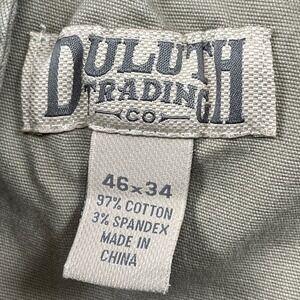 DULUTH
TRADING
CO
46 x 34
97% COTTON
3% SPANDEX
MADE IN
CHINA